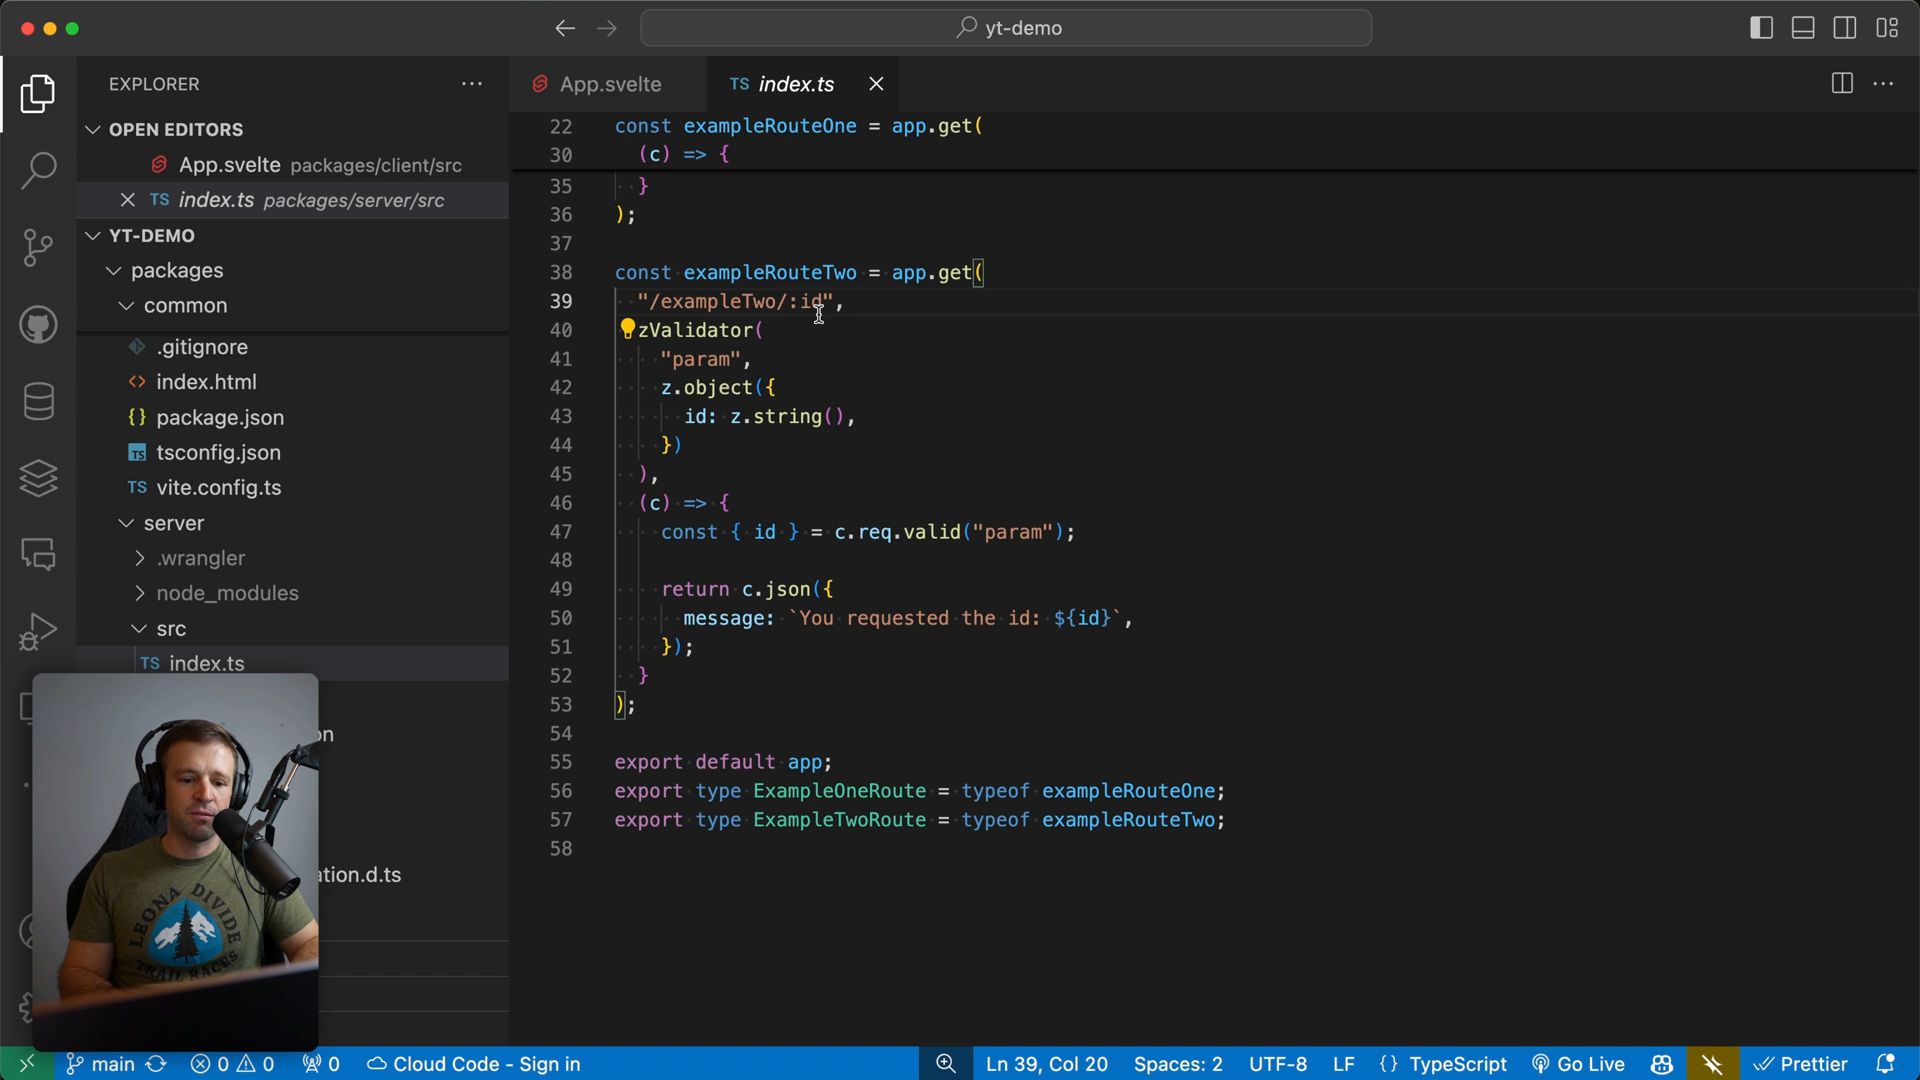 yt-demo
EXPLORER
App.svelte
TS index.ts
OPEN EDITORS
App.svelte packages/client/src
TS index.ts packages/server/src
YT-DEMO
packages
common
.gitignore
index.html
{} package.json
TS tsconfig.json
TS vite.config.ts
server
.wrangler
node_modules
src
TS index.ts
on
ation.d.ts
LEONA DIVIDE
TRAIL RACES
22 const exampleRouteOne = app.get(
30 (c) => {
35 }
36 );
37
38 const exampleRouteTwo = app.get(
39 "/exampleTwo/:id",
40 zValidator(
41 "param",
42 z.object({
43 id: z.string(),
44 })
45 ),
46 (c) => {
47 const { id } = c.req.valid("param");
48
49 return c.json({
50 message: `You requested the id: ${id}`,
51 });
52 }
53 );
54
55 export default app;
56 export type ExampleOneRoute = typeof exampleRouteOne;
57 export type ExampleTwoRoute = typeof exampleRouteTwo;
58
main 0 0 0 Cloud Code - Sign in Ln 39, Col 20 Spaces: 2 UTF-8 LF {} TypeScript Go Live Prettier